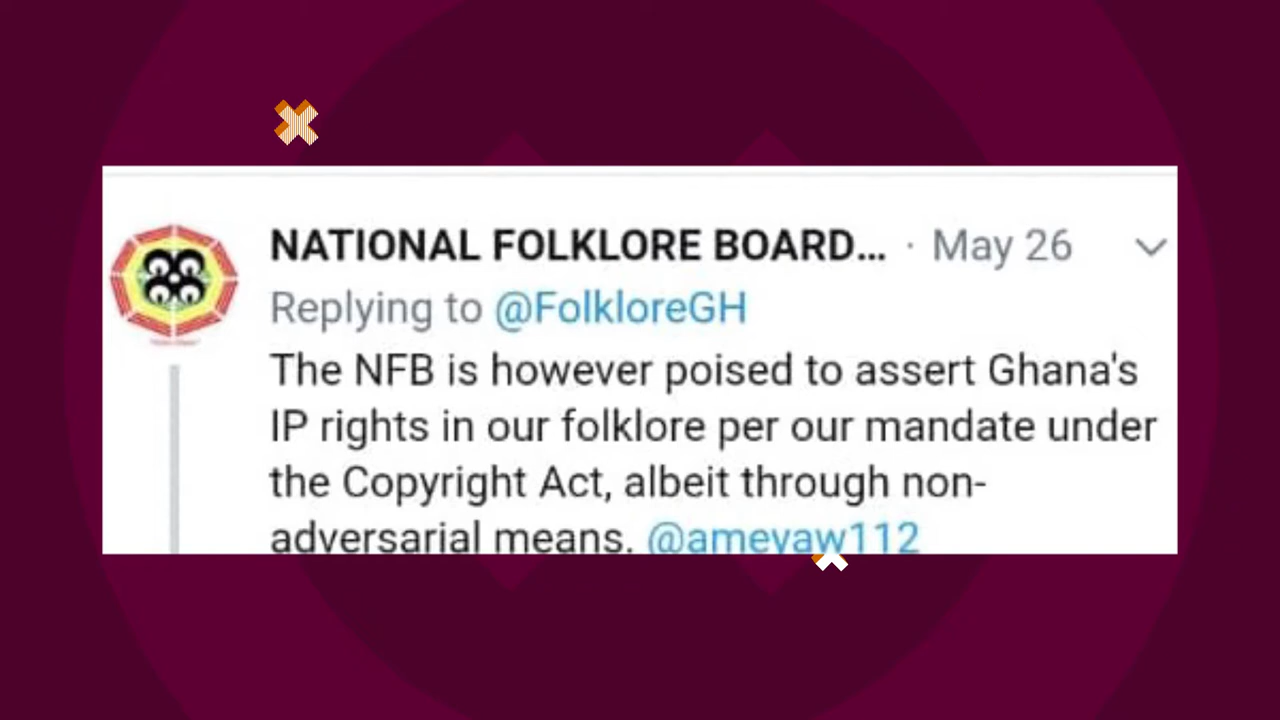 NATIONAL FOLKLORE BOARD... · May 26
Replying to @FolkloreGH
The NFB is however poised to assert Ghana's
IP rights in our folklore per our mandate under
the Copyright Act, albeit through non-
adversarial means. @ameyaw112